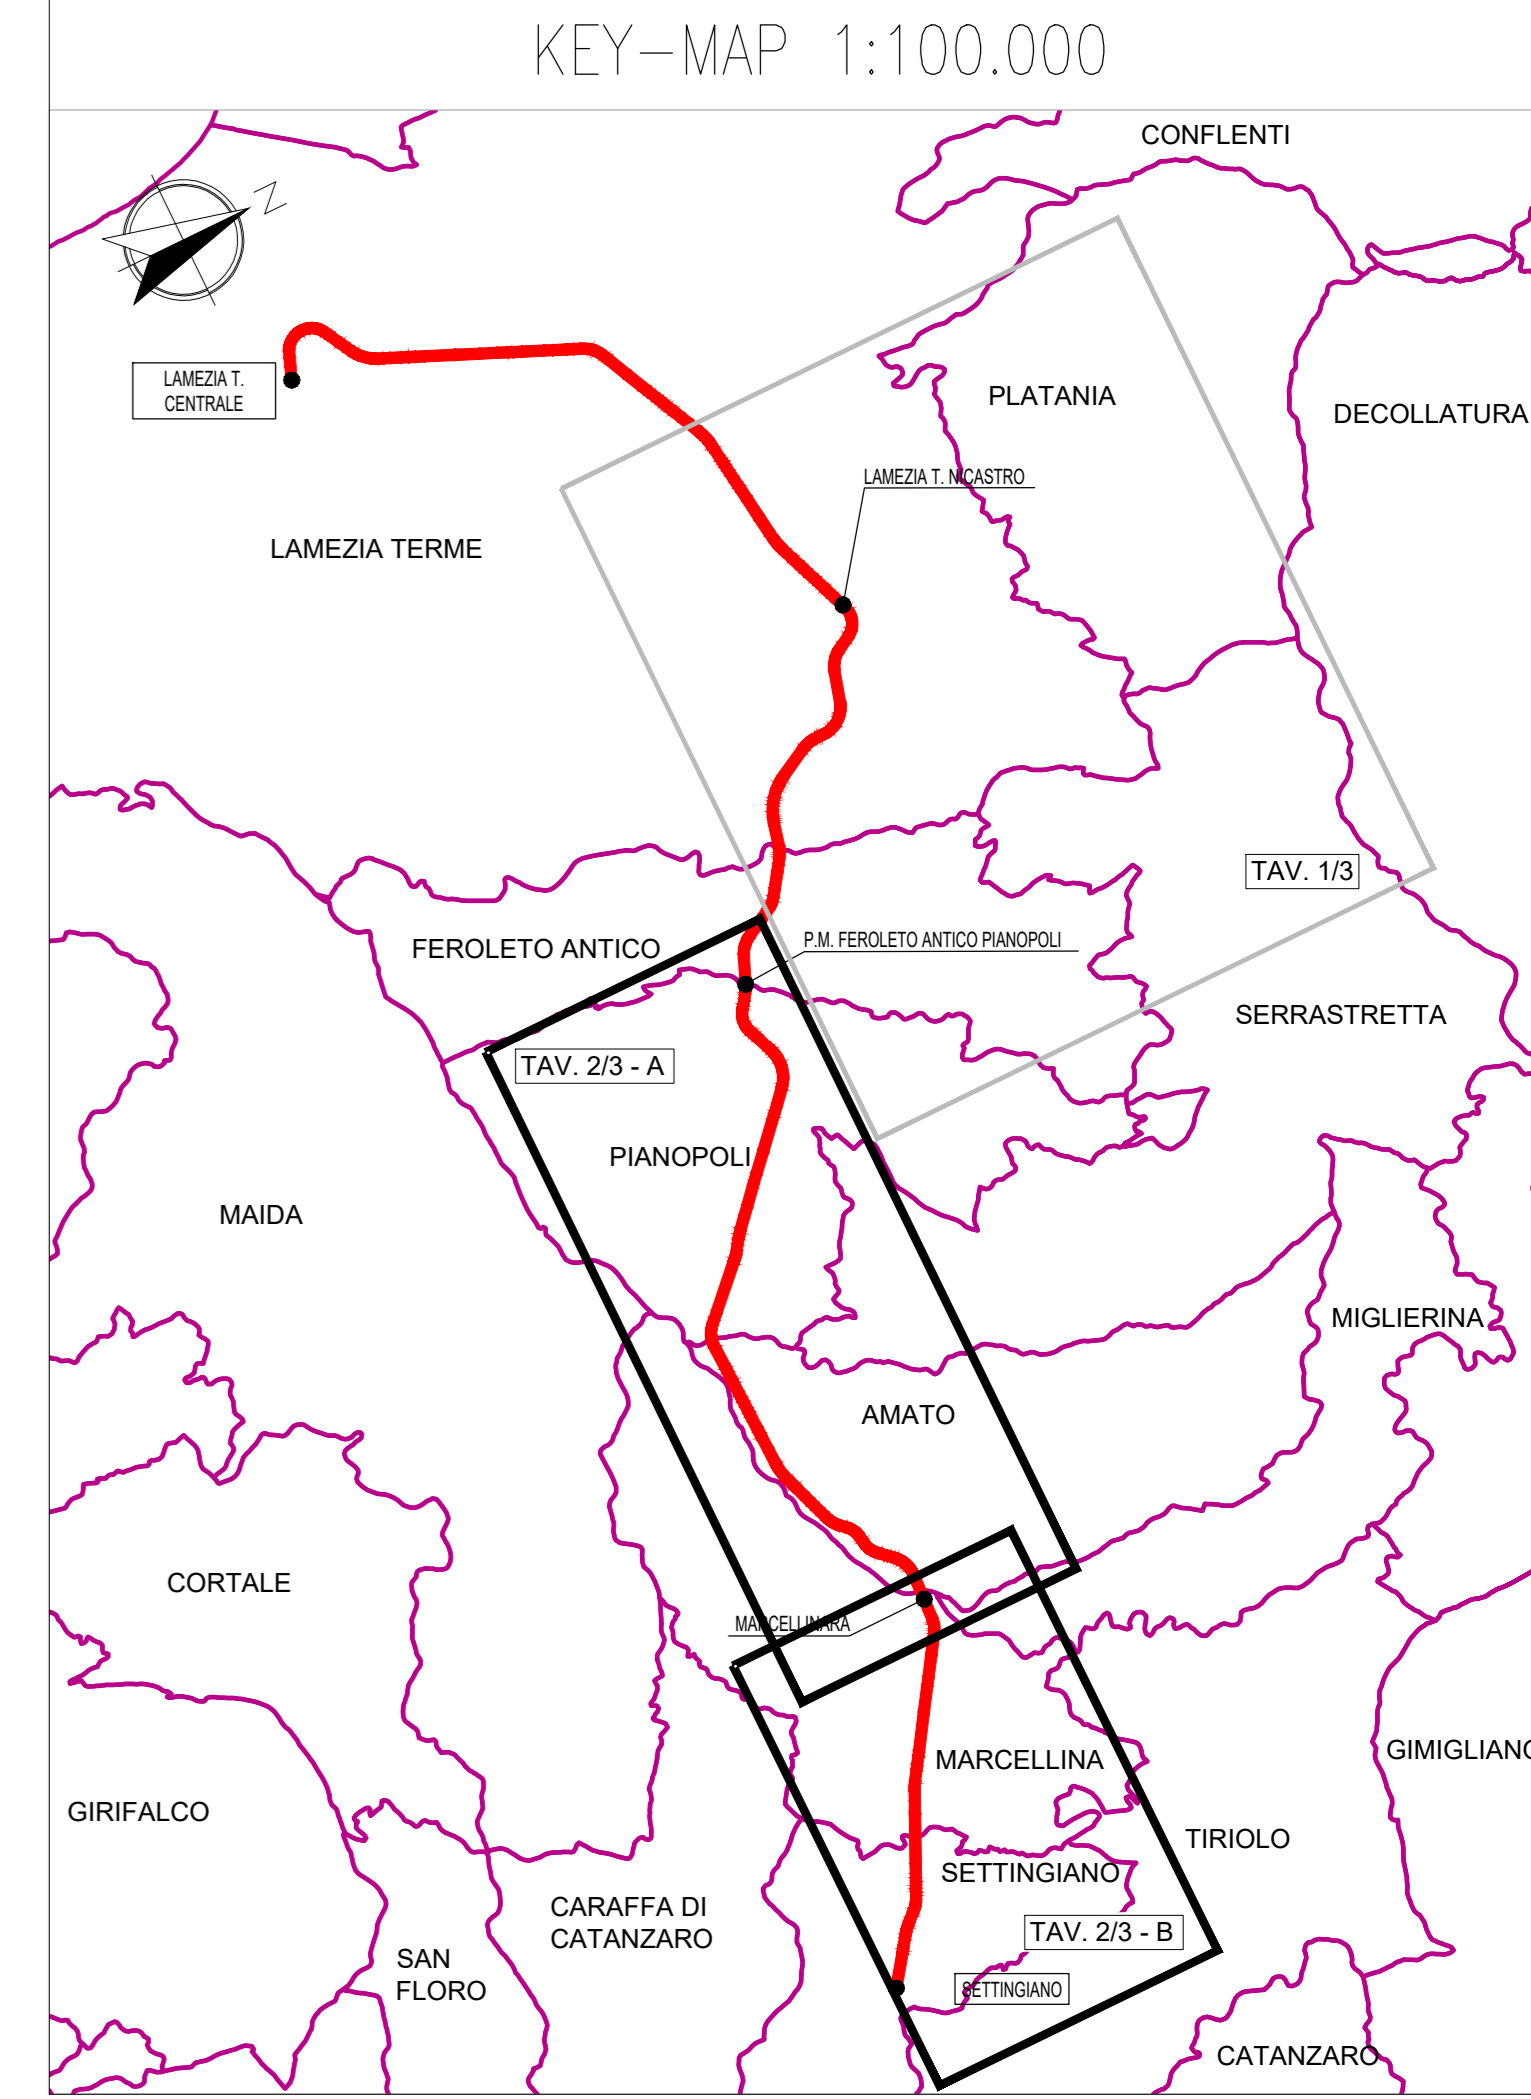 KEY-MAP 1:100.000
CONFLENTI
N
LAMEZIA T.
CENTRALE
PLATANIA
DECOLLATURA
LAMEZIA T. NICASTRO
LAMEZIA TERME
TAV. 1/3
FEROLETO ANTICO
P.M. FEROLETO ANTICO PIANOPOLI
SERRASTRETTA
TAV. 2/3 - A
PIANOPOLI
MAIDA
MIGLIERINA
AMATO
CORTALE
MARCELLINARA
MARCELLINA
GIMIGLIANO
GIRIFALCO
TIRIOLO
SETTINGIANO
CARAFFA DI
CATANZARO
TAV. 2/3 - B
SAN
FLORO
SETTINGIANO
CATANZARO